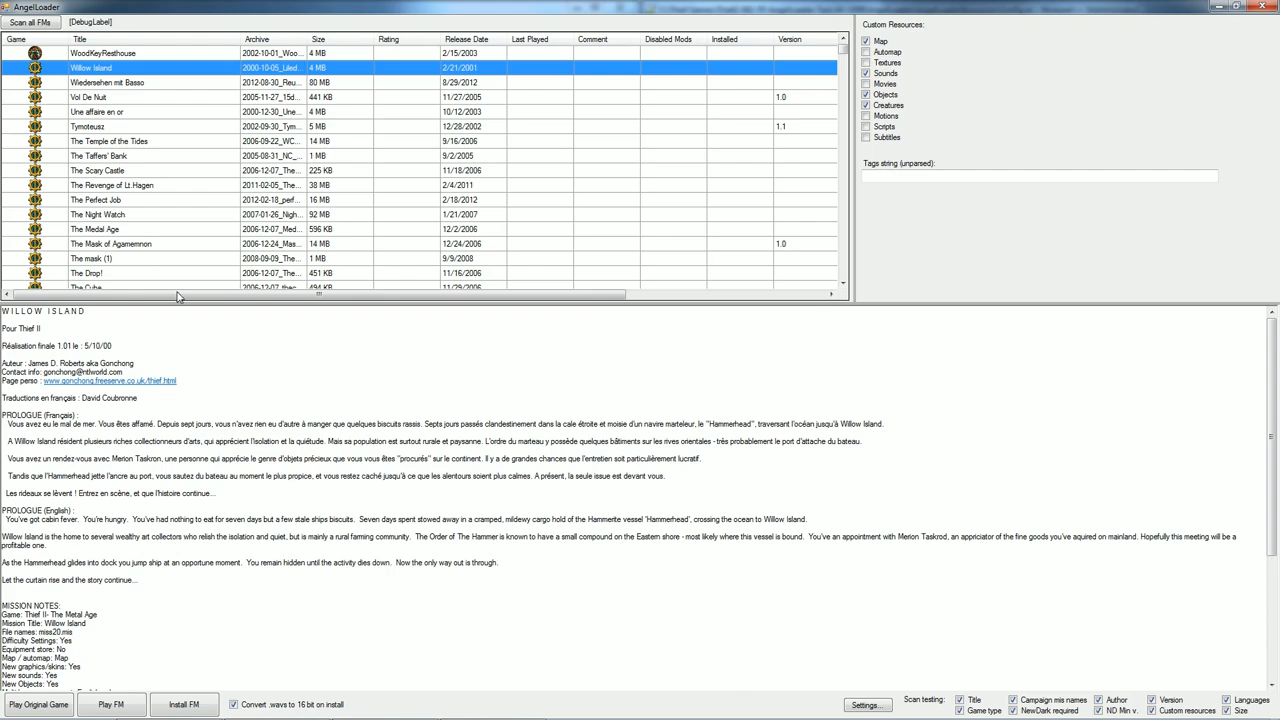 AngelLoader
Scan all FMs
[DebugLabel]
Game Title Archive Size Rating Release Date Last Played Comment Disabled Mods Installed Version
WoodKeyResthouse 2002-10-01_Woo... 4 MB 2/15/2003
Willow Island 2000-10-05_Liled... 4 MB 2/21/2001
Wiedersehen mit Basso 2012-08-30_Reu... 80 MB 8/29/2012
Vol De Nuit 2005-11-27_15d... 441 KB 11/27/2005 1.0
Une affaire en or 2000-12-30_Une... 4 MB 10/12/2003
Tymoteusz 2002-09-30_Tym... 5 MB 12/28/2002 1.1
The Temple of the Tides 2006-09-22_WC... 14 MB 9/16/2006
The Taffers' Bank 2005-08-31_NC_... 1 MB 9/2/2005
The Scary Castle 2006-12-07_The... 225 KB 11/18/2006
The Revenge of Lt.Hagen 2011-02-05_The... 38 MB 2/4/2011
The Perfect Job 2012-02-18_perf... 16 MB 2/18/2012
The Night Watch 2007-01-26_Nigh... 92 MB 1/21/2007
The Medal Age 2006-12-07_Med... 596 KB 12/2/2006
The Mask of Agamemnon 2006-12-24_Mas... 14 MB 12/24/2006 1.0
The mask (1) 2008-09-09_The... 1 MB 9/9/2008
The Drop! 2006-12-07_The... 451 KB 11/16/2006
The Cube 2006-12-07_thec... 494 KB 11/29/2006
Custom Resources:
Map
Automap
Textures
Sounds
Movies
Objects
Creatures
Motions
Scripts
Subtitles
Tags string (unparsed):
W I L L O W  I S L A N D
Pour Thief II
Réalisation finale 1.01 le : 5/10/00
Auteur : James D. Roberts aka Gonchong
Contact info: gonchong@ntlworld.com
Page perso : www.gonchong.freeserve.co.uk/thief.html
Traductions en français : David Coubronne
PROLOGUE (Français) :
Vous avez eu le mal de mer. Vous êtes affamé. Depuis sept jours, vous n'avez rien eu d'autre à manger que quelques biscuits rassis. Septs jours passés clandestinement dans la cale étroite et moisie d'un navire marteleur, le "Hammerhead", traversant l'océan jusqu'à Willow Island.
A Willow Island résident plusieurs riches collectionneurs d'arts, qui apprécient l'isolation et la quiétude. Mais sa population est surtout rurale et paysanne. L'ordre du marteau y possède quelques bâtiments sur les rives orientales - très probablement le port d'attache du bateau.
Vous avez un rendez-vous avec Merion Taskron, une personne qui apprécie le genre d'objets précieux que vous vous êtes "procurés" sur le continent. Il y a de grandes chances que l'entretien soit particulièrement lucratif.
Tandis que l'Hammerhead jette l'ancre au port, vous sautez du bateau au moment le plus propice, et vous restez caché jusqu'à ce que les alentours soient plus calmes. A présent, la seule issue est devant vous.
Les rideaux se lèvent ! Entrez en scène, et que l'histoire continue...
PROLOGUE (English) :
You've got cabin fever. You're hungry. You've had nothing to eat for seven days but a few stale ships biscuits. Seven days spent stowed away in a cramped, mildewy cargo hold of the Hammerite vessel 'Hammerhead', crossing the ocean to Willow Island.
Willow Island is the home to several wealthy art collectors who relish the isolation and quiet, but is mainly a rural farming community. The Order of The Hammer is known to have a small compound on the Eastern shore - most likely where this vessel is bound. You've an appointment with Merion Taskrod, an appriciator of the fine goods you've aquired on mainland. Hopefully this meeting will be a
profitable one.
As the Hammerhead glides into dock you jump ship at an opportune moment. You remain hidden until the activity dies down. Now the only way out is through.
Let the curtain rise and the story continue...
MISSION NOTES:
Game: Thief II- The Metal Age
Mission Title: Willow Island
File names: miss20.mis
Difficulty Settings: Yes
Equipment store: No
Map / automap: Map
New graphics/skins: Yes
New sounds: Yes
New Objects: Yes
Play Original Game
Play FM
Install FM
Convert .wavs to 16 bit on install
Settings...
Scan testing: Title Campaign mis names Author Version Languages
Game type NewDark required ND Min v. Custom resources Size